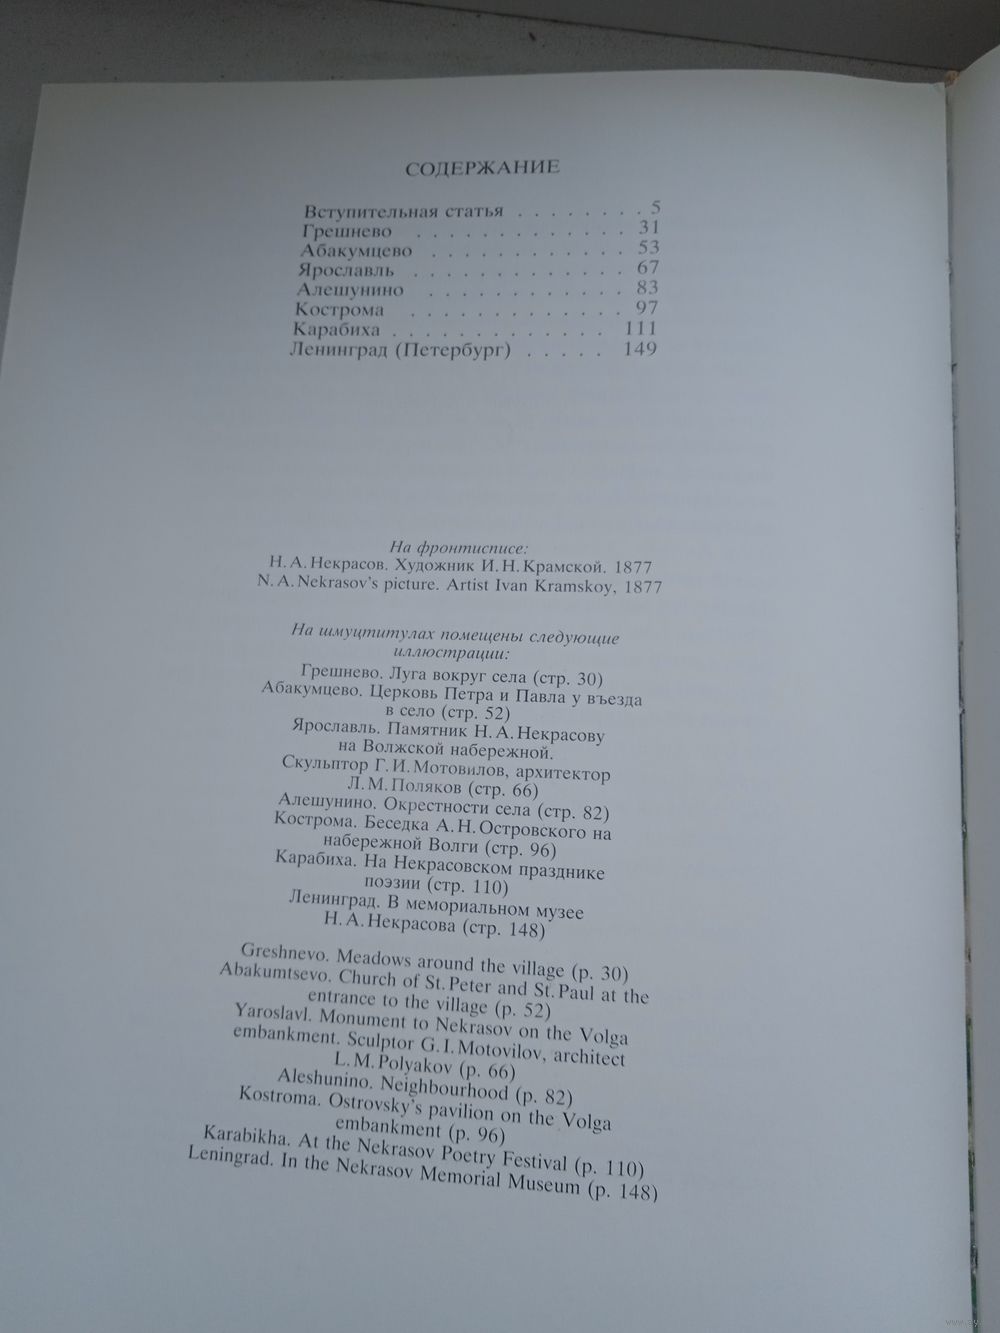 СОДЕРЖАНИЕ
Вступительная статья . . . . . . . . 5
Грешнево . . . . . . . . . . . . . 31
Абакумцево . . . . . . . . . . . . 53
Ярославль . . . . . . . . . . . . . 67
Алешунино . . . . . . . . . . . . 83
Кострома . . . . . . . . . . . . . 97
Карабиха . . . . . . . . . . . . . 111
Ленинград (Петербург) . . . . . 149
На фронтисписе:
Н. А. Некрасов. Художник И. Н. Крамской. 1877
N. A. Nekrasov's picture. Artist Ivan Kramskoy, 1877
На шмуцтитулах помещены следующие
иллюстрации:
Грешнево. Луга вокруг села (стр. 30)
Абакумцево. Церковь Петра и Павла у въезда
в село (стр. 52)
Ярославль. Памятник Н. А. Некрасову
на Волжской набережной.
Скульптор Г. И. Мотовилов, архитектор
Л. М. Поляков (стр. 66)
Алешунино. Окрестности села (стр. 82)
Кострома. Беседка А. Н. Островского на
набережной Волги (стр. 96)
Карабиха. На Некрасовском празднике
поэзии (стр. 110)
Ленинград. В мемориальном музее
Н. А. Некрасова (стр. 148)
Greshnevo. Meadows around the village (p. 30)
Abakumtsevo. Church of St. Peter and St. Paul at the
entrance to the village (p. 52)
Yaroslavl. Monument to Nekrasov on the Volga
embankment. Sculptor G. I. Motovilov, architect
L. M. Polyakov (p. 66)
Aleshunino. Neighbourhood (p. 82)
Kostroma. Ostrovsky's pavilion on the Volga
embankment (p. 96)
Karabikha. At the Nekrasov Poetry Festival (p. 110)
Leningrad. In the Nekrasov Memorial Museum (p. 148)